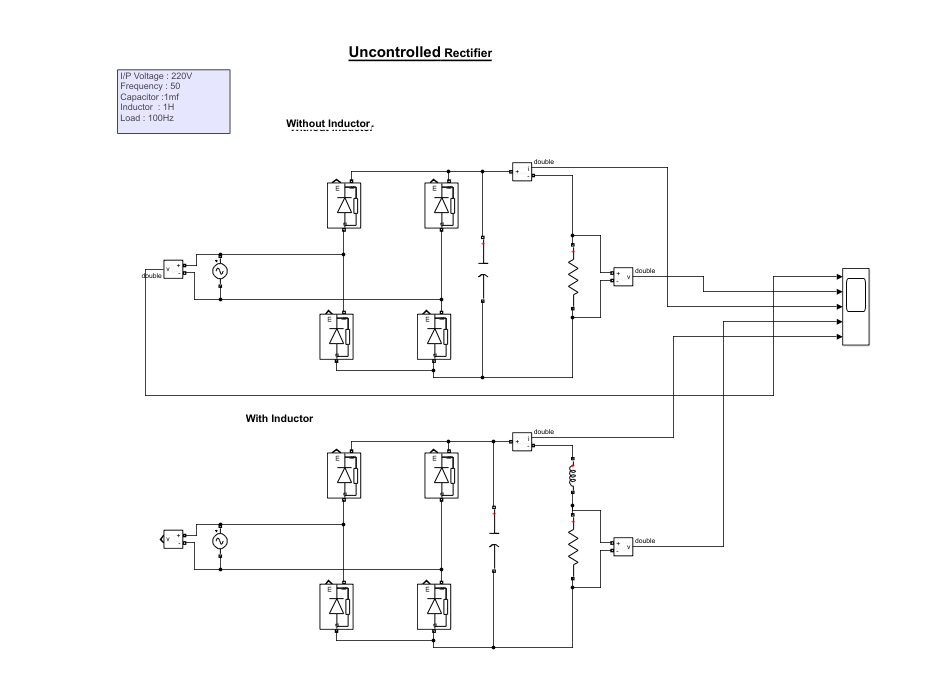 Uncontrolled Rectifier
I/P Voltage : 220V
Frequency : 50
Capacitor :1mf
Inductor : 1H
Load : 100Hz
Without Inductor
double
E
E
+
i
-
v
+
-
double
+
-
v
double
E
E
With Inductor
double
E
E
+
i
-
v
+
-
+
-
v
double
E
E